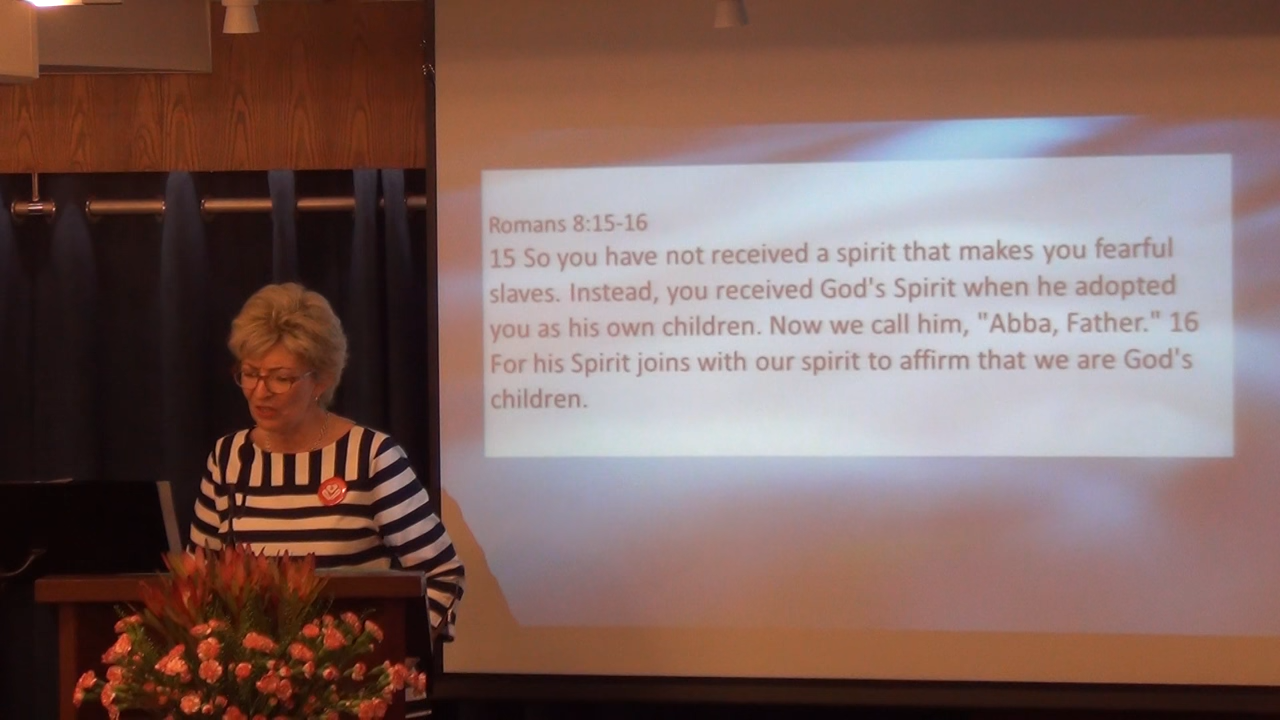 Romans 8:15-16
15 So you have not received a spirit that makes you fearful
slaves. Instead, you received God's Spirit when he adopted
you as his own children. Now we call him, "Abba, Father." 16
For his Spirit joins with our spirit to affirm that we are God's
children.